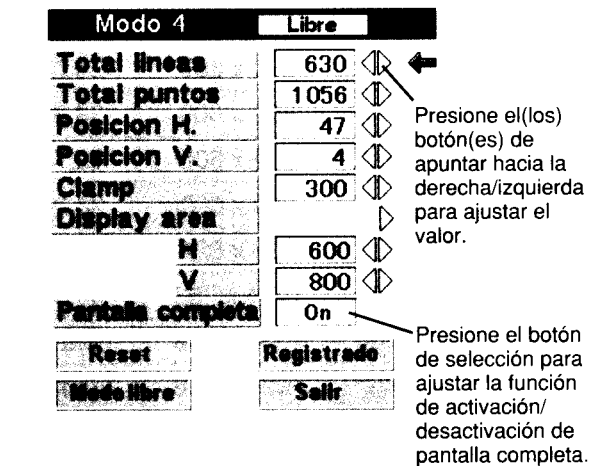 Modo 4 Libre
Total lineas 630
Total puntos 1056
Posicion H. 47
Posicion V. 4
Clamp 300
Display area
H 600
V 800
Pantalla completa On
Reset Registrado
Modo libre Salir
Presione el(los)
botón(es) de
apuntar hacia la
derecha/izquierda
para ajustar el
valor.
Presione el botón
de selección para
ajustar la función
de activación/
desactivación de
pantalla completa.